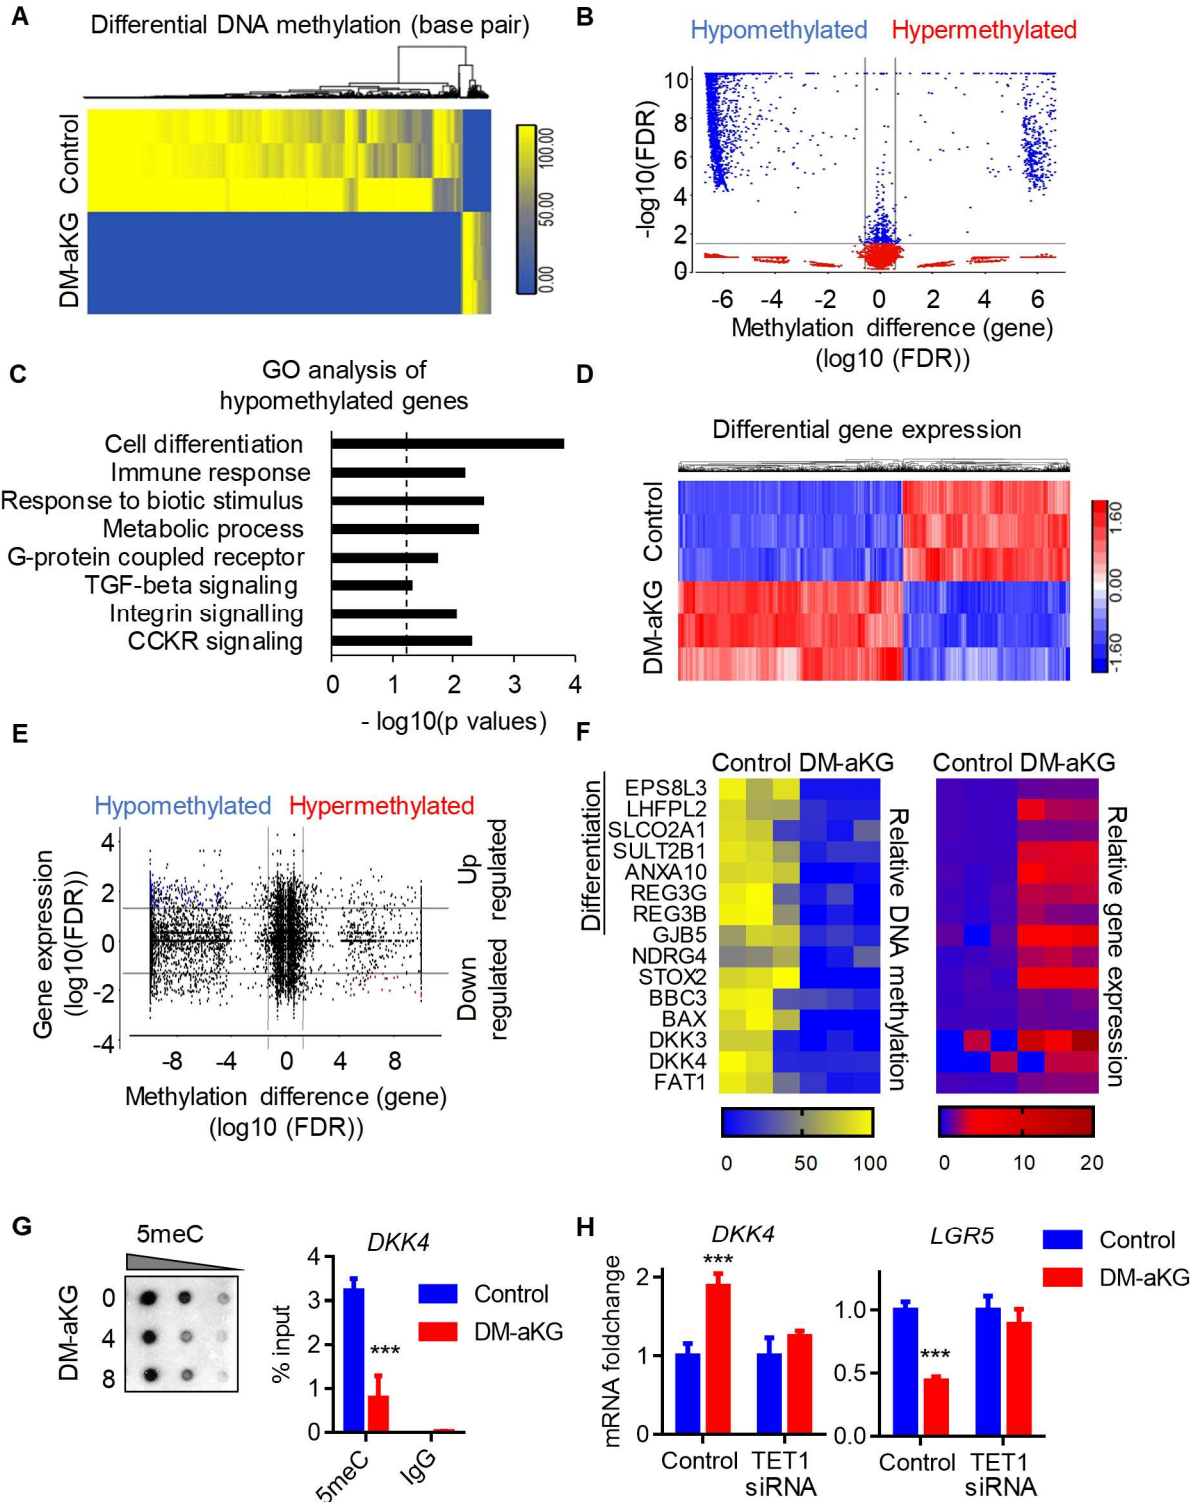 A
Differential DNA methylation (base pair)
Control
DM-aKG
100.00
50.00
0.00
B
Hypomethylated
Hypermethylated
-log10(FDR)
10
8
6
4
2
0
-6 -4 -2 0 2 4 6
Methylation difference (gene)
(log10 (FDR))
C
GO analysis of
hypomethylated genes
Cell differentiation
Immune response
Response to biotic stimulus
Metabolic process
G-protein coupled receptor
TGF-beta signaling
Integrin signalling
CCKR signaling
0 1 2 3 4
- log10(p values)
D
Differential gene expression
Control
DM-aKG
1.60
0.00
-1.60
E
Hypomethylated
Hypermethylated
Gene expression
(log10(FDR))
4
2
0
-2
-4
Up
regulated
Down
regulated
-8 -4 0 4 8
Methylation difference (gene)
(log10 (FDR))
F
Control DM-aKG
Control DM-aKG
Differentiation
EPS8L3
LHFPL2
SLCO2A1
SULT2B1
ANXA10
REG3G
REG3B
GJB5
NDRG4
STOX2
BBC3
BAX
DKK3
DKK4
FAT1
Relative DNA methylation
Relative gene expression
0 50 100
0 10 20
G
5meC
DM-aKG
0
4
8
DKK4
% input
4
3
2
1
0
***
Control
DM-aKG
5meC
IgG
H
DKK4
mRNA foldchange
2
1
0
***
Control
TET1
siRNA
LGR5
1.0
0.5
0.0
***
Control
TET1
siRNA
Control
DM-aKG